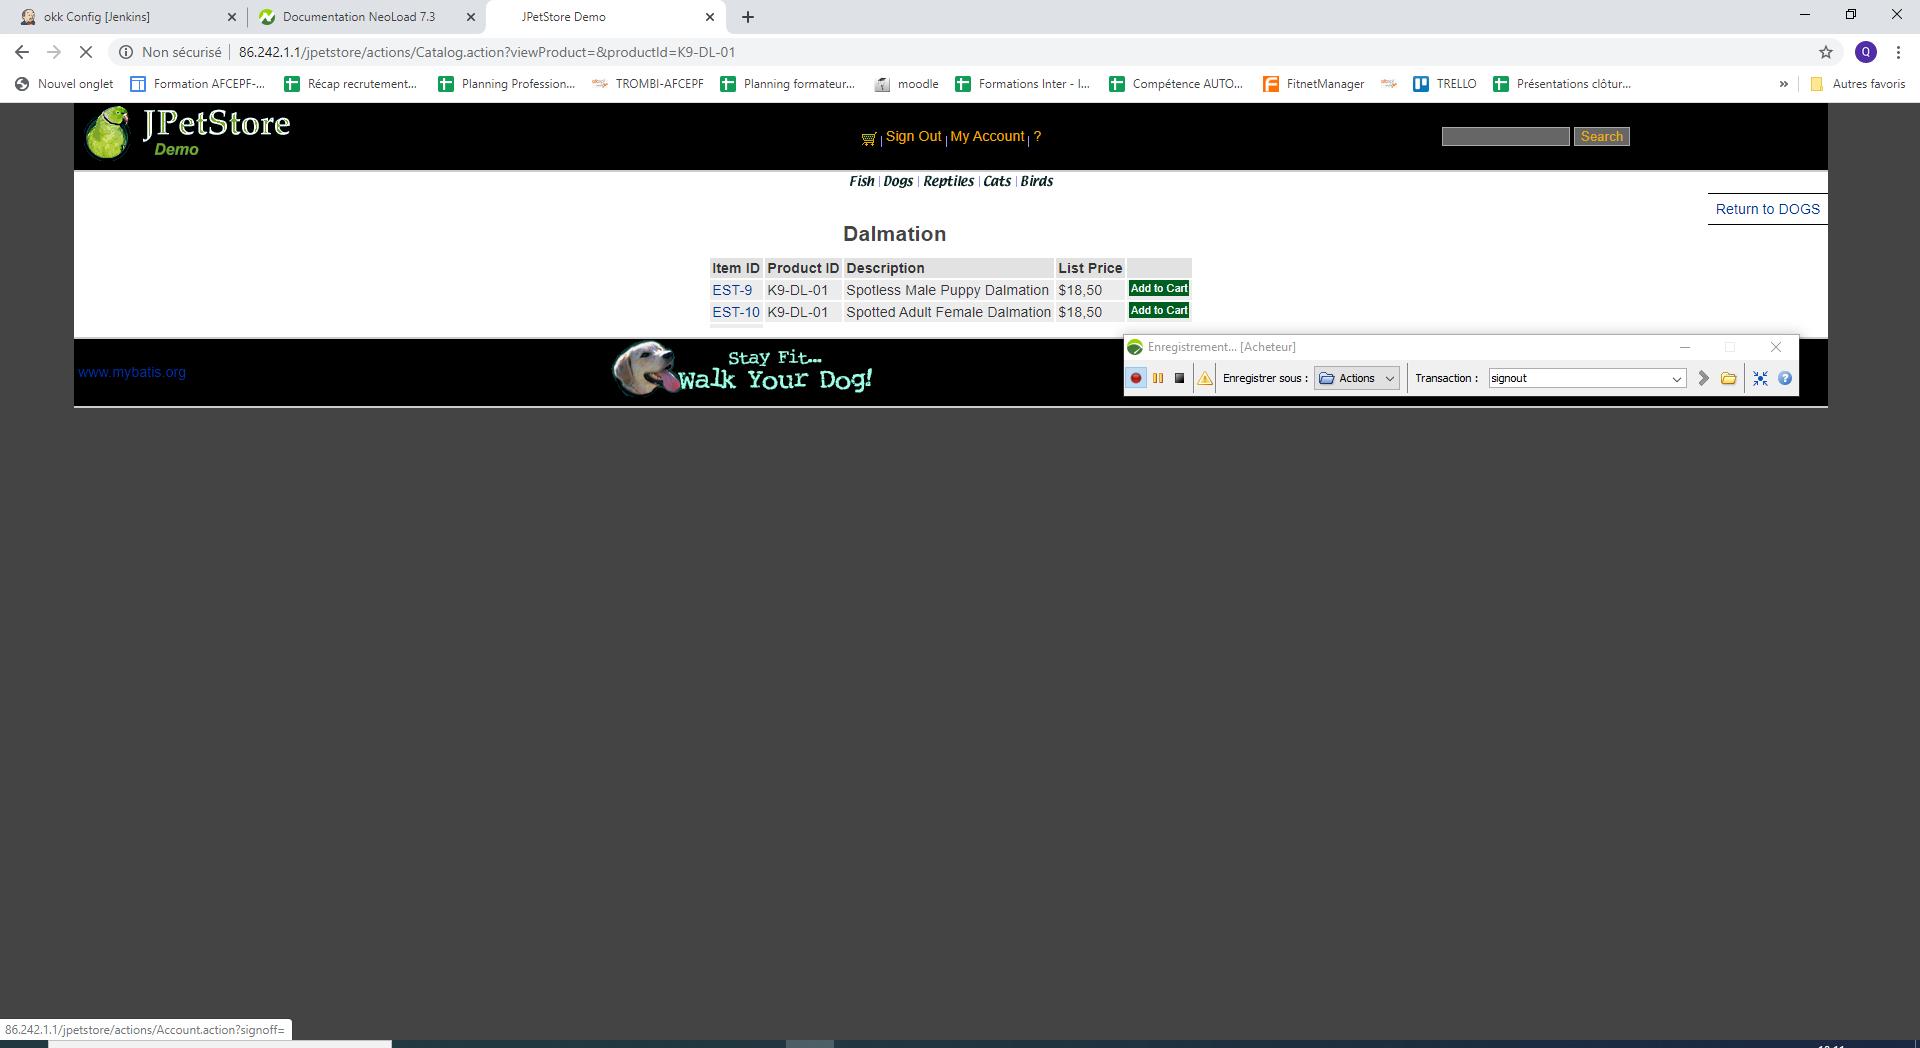 okk Config [Jenkins]
Documentation NeoLoad 7.3
JPetStore Demo
Non sécurisé
86.242.1.1/jpetstore/actions/Catalog.action?viewProduct=&productId=K9-DL-01
Q
Nouvel onglet
Formation AFCEPF-...
Récap recrutement...
Planning Profession...
TROMBI-AFCEPF
Planning formateur...
moodle
Formations Inter - I...
Compétence AUTO...
FitnetManager
TRELLO
Présentations clôtur...
»
Autres favoris
JPetStore
Demo
Sign Out | My Account | ?
Search
Fish | Dogs | Reptiles | Cats | Birds
Return to DOGS
Dalmation
Item ID Product ID Description List Price
EST-9 K9-DL-01 Spotless Male Puppy Dalmation $18,50 Add to Cart
EST-10 K9-DL-01 Spotted Adult Female Dalmation $18,50 Add to Cart
www.mybatis.org
Stay Fit...
Walk Your Dog!
Enregistrement... [Acheteur]
Enregistrer sous : Actions Transaction : signout
86.242.1.1/jpetstore/actions/Account.action?signoff=